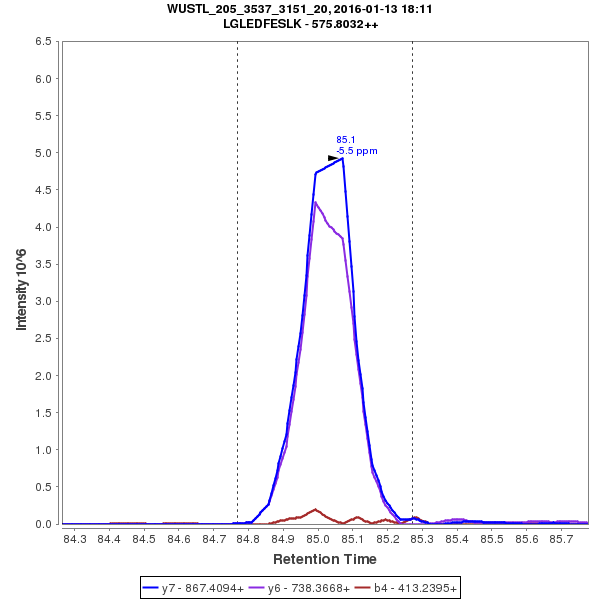 WUSTL_205_3537_3151_20, 2016-01-13 18:11
LGLEDFESLK - 575.8032++
6.5
6.0
5.5
5.0
4.5
4.0
3.5
3.0
2.5
2.0
1.5
1.0
0.5
0.0
Intensity 10^6
85.1
-5.5 ppm
84.3 84.4 84.5 84.6 84.7 84.8 84.9 85.0 85.1 85.2 85.3 85.4 85.5 85.6 85.7
Retention Time
y7 - 867.4094+ y6 - 738.3668+ b4 - 413.2395+